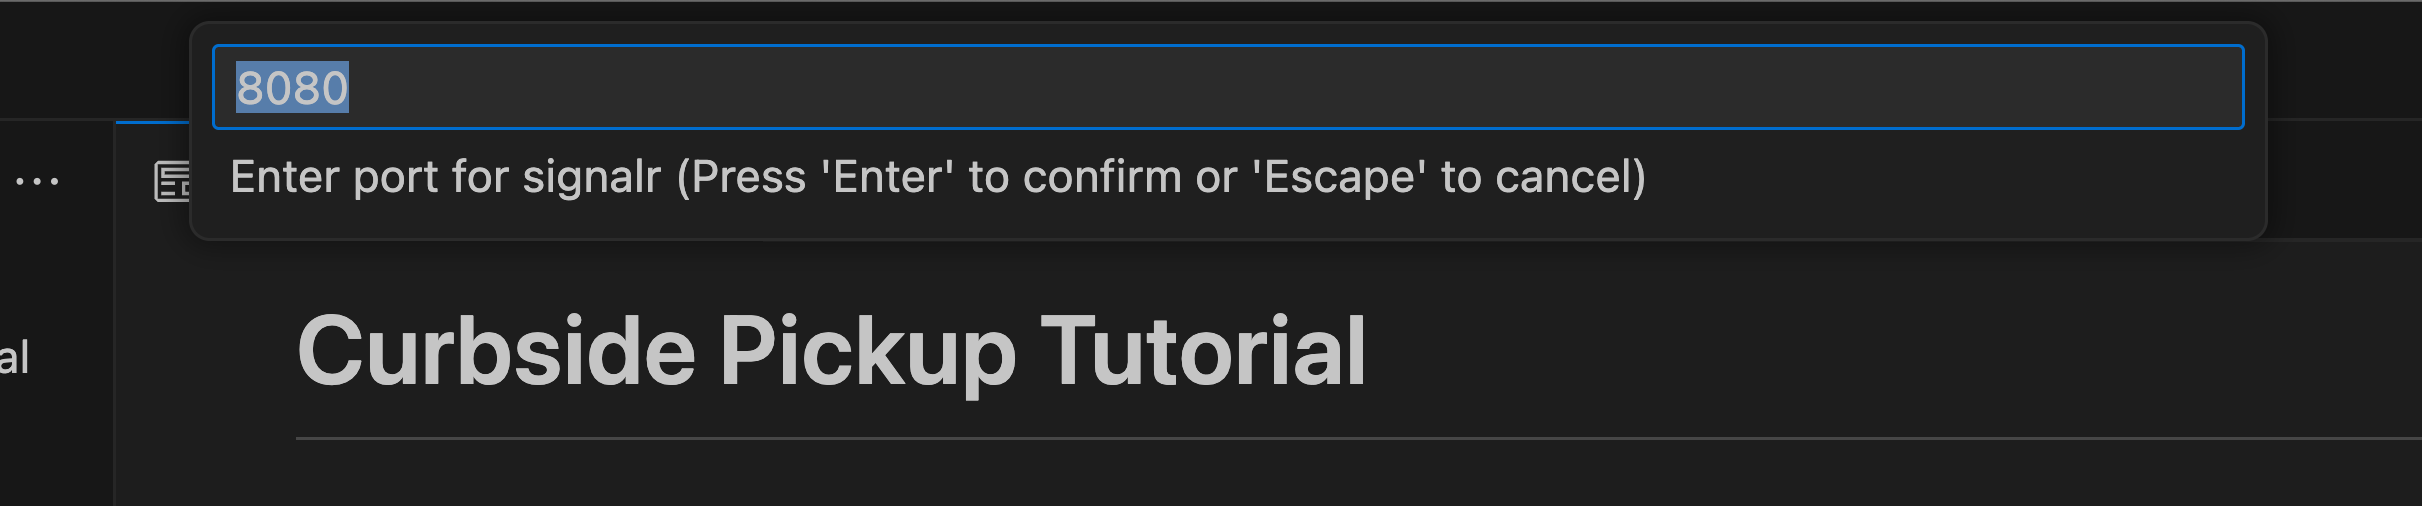 8080
Enter port for signalr (Press 'Enter' to confirm or 'Escape' to cancel)
...
al
Curbside Pickup Tutorial